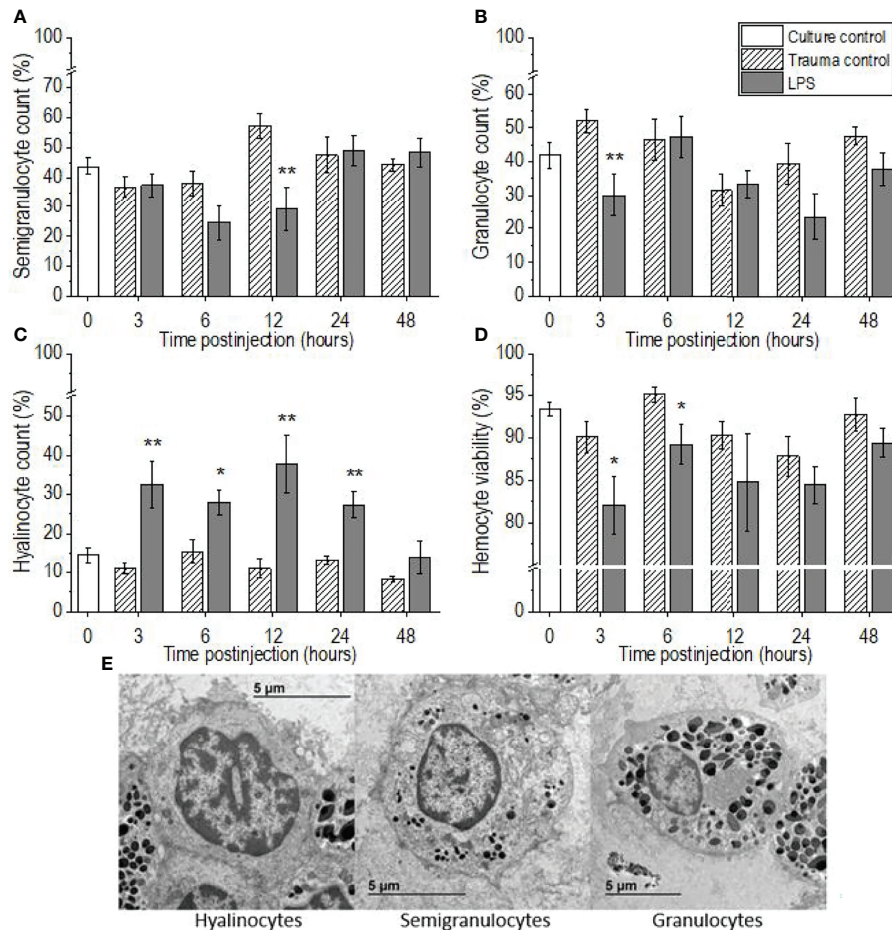 A
B
100
70
60
50
40
30
20
10
0
Semigranulocyte count (%)
**
0 3 6 12 24 48
Time postinjection (hours)
100
70
60
50
40
30
20
10
0
Granulocyte count (%)
**
Culture control
Trauma control
LPS
0 3 6 12 24 48
Time postinjection (hours)
C
D
100
50
40
30
20
10
0
Hyalinocyte count (%)
** * ** **
0 3 6 12 24 48
Time postinjection (hours)
100
95
90
85
80
0
Hemocyte viability (%)
* *
0 3 6 12 24 48
Time postinjection (hours)
E
5 µm
5 µm
5 µm
Hyalinocytes Semigranulocytes Granulocytes